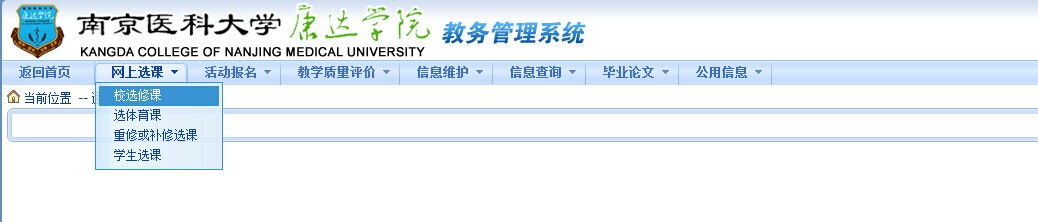 南京医科大学康达学院 教务管理系统
KANGDA COLLEGE OF NANJING MEDICAL UNIVERSITY
返回首页 网上选课 活动报名 教学质量评价 信息维护 信息查询 毕业论文 公用信息
当前位置 --
校选修课
选体育课
重修或补修选课
学生选课